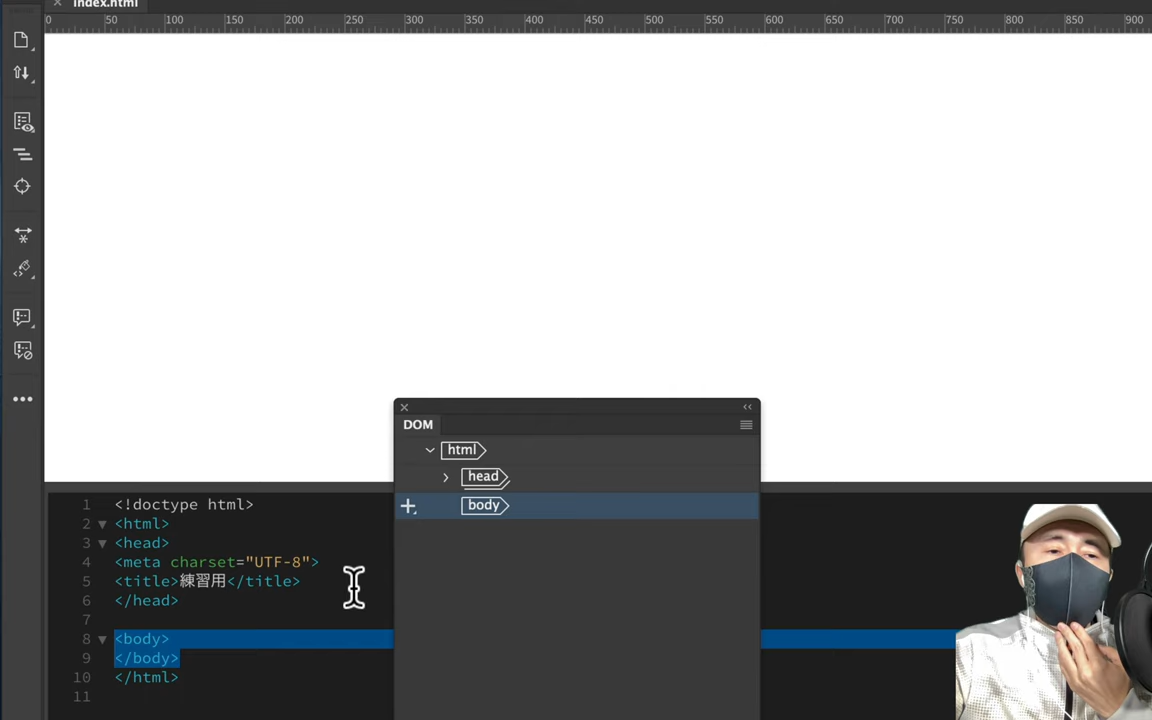 index.html
0 50 100 150 200 250 300 350 400 450 500 550 600 650 700 750 800 850 900
DOM
html
head
body
1 <!doctype html>
2 <html>
3 <head>
4 <meta charset="UTF-8">
5 <title>練習用</title>
6 </head>
7
8 <body>
9 </body>
10 </html>
11